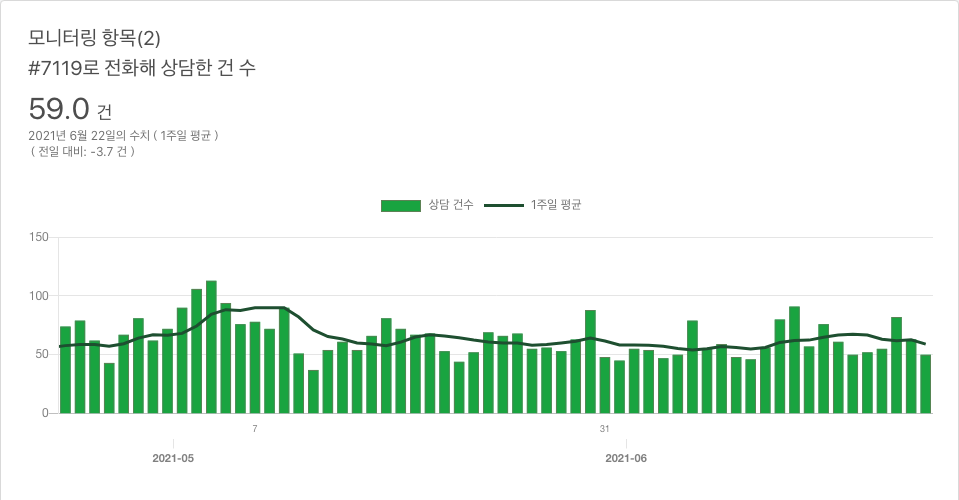 모니터링 항목(2)
#7119로 전화해 상담한 건 수
59.0 건
2021년 6월 22일의 수치 ( 1주일 평균 )
( 전일 대비: -3.7 건 )
상담 건수 1주일 평균
150
100
50
0
7 31
2021-05 2021-06